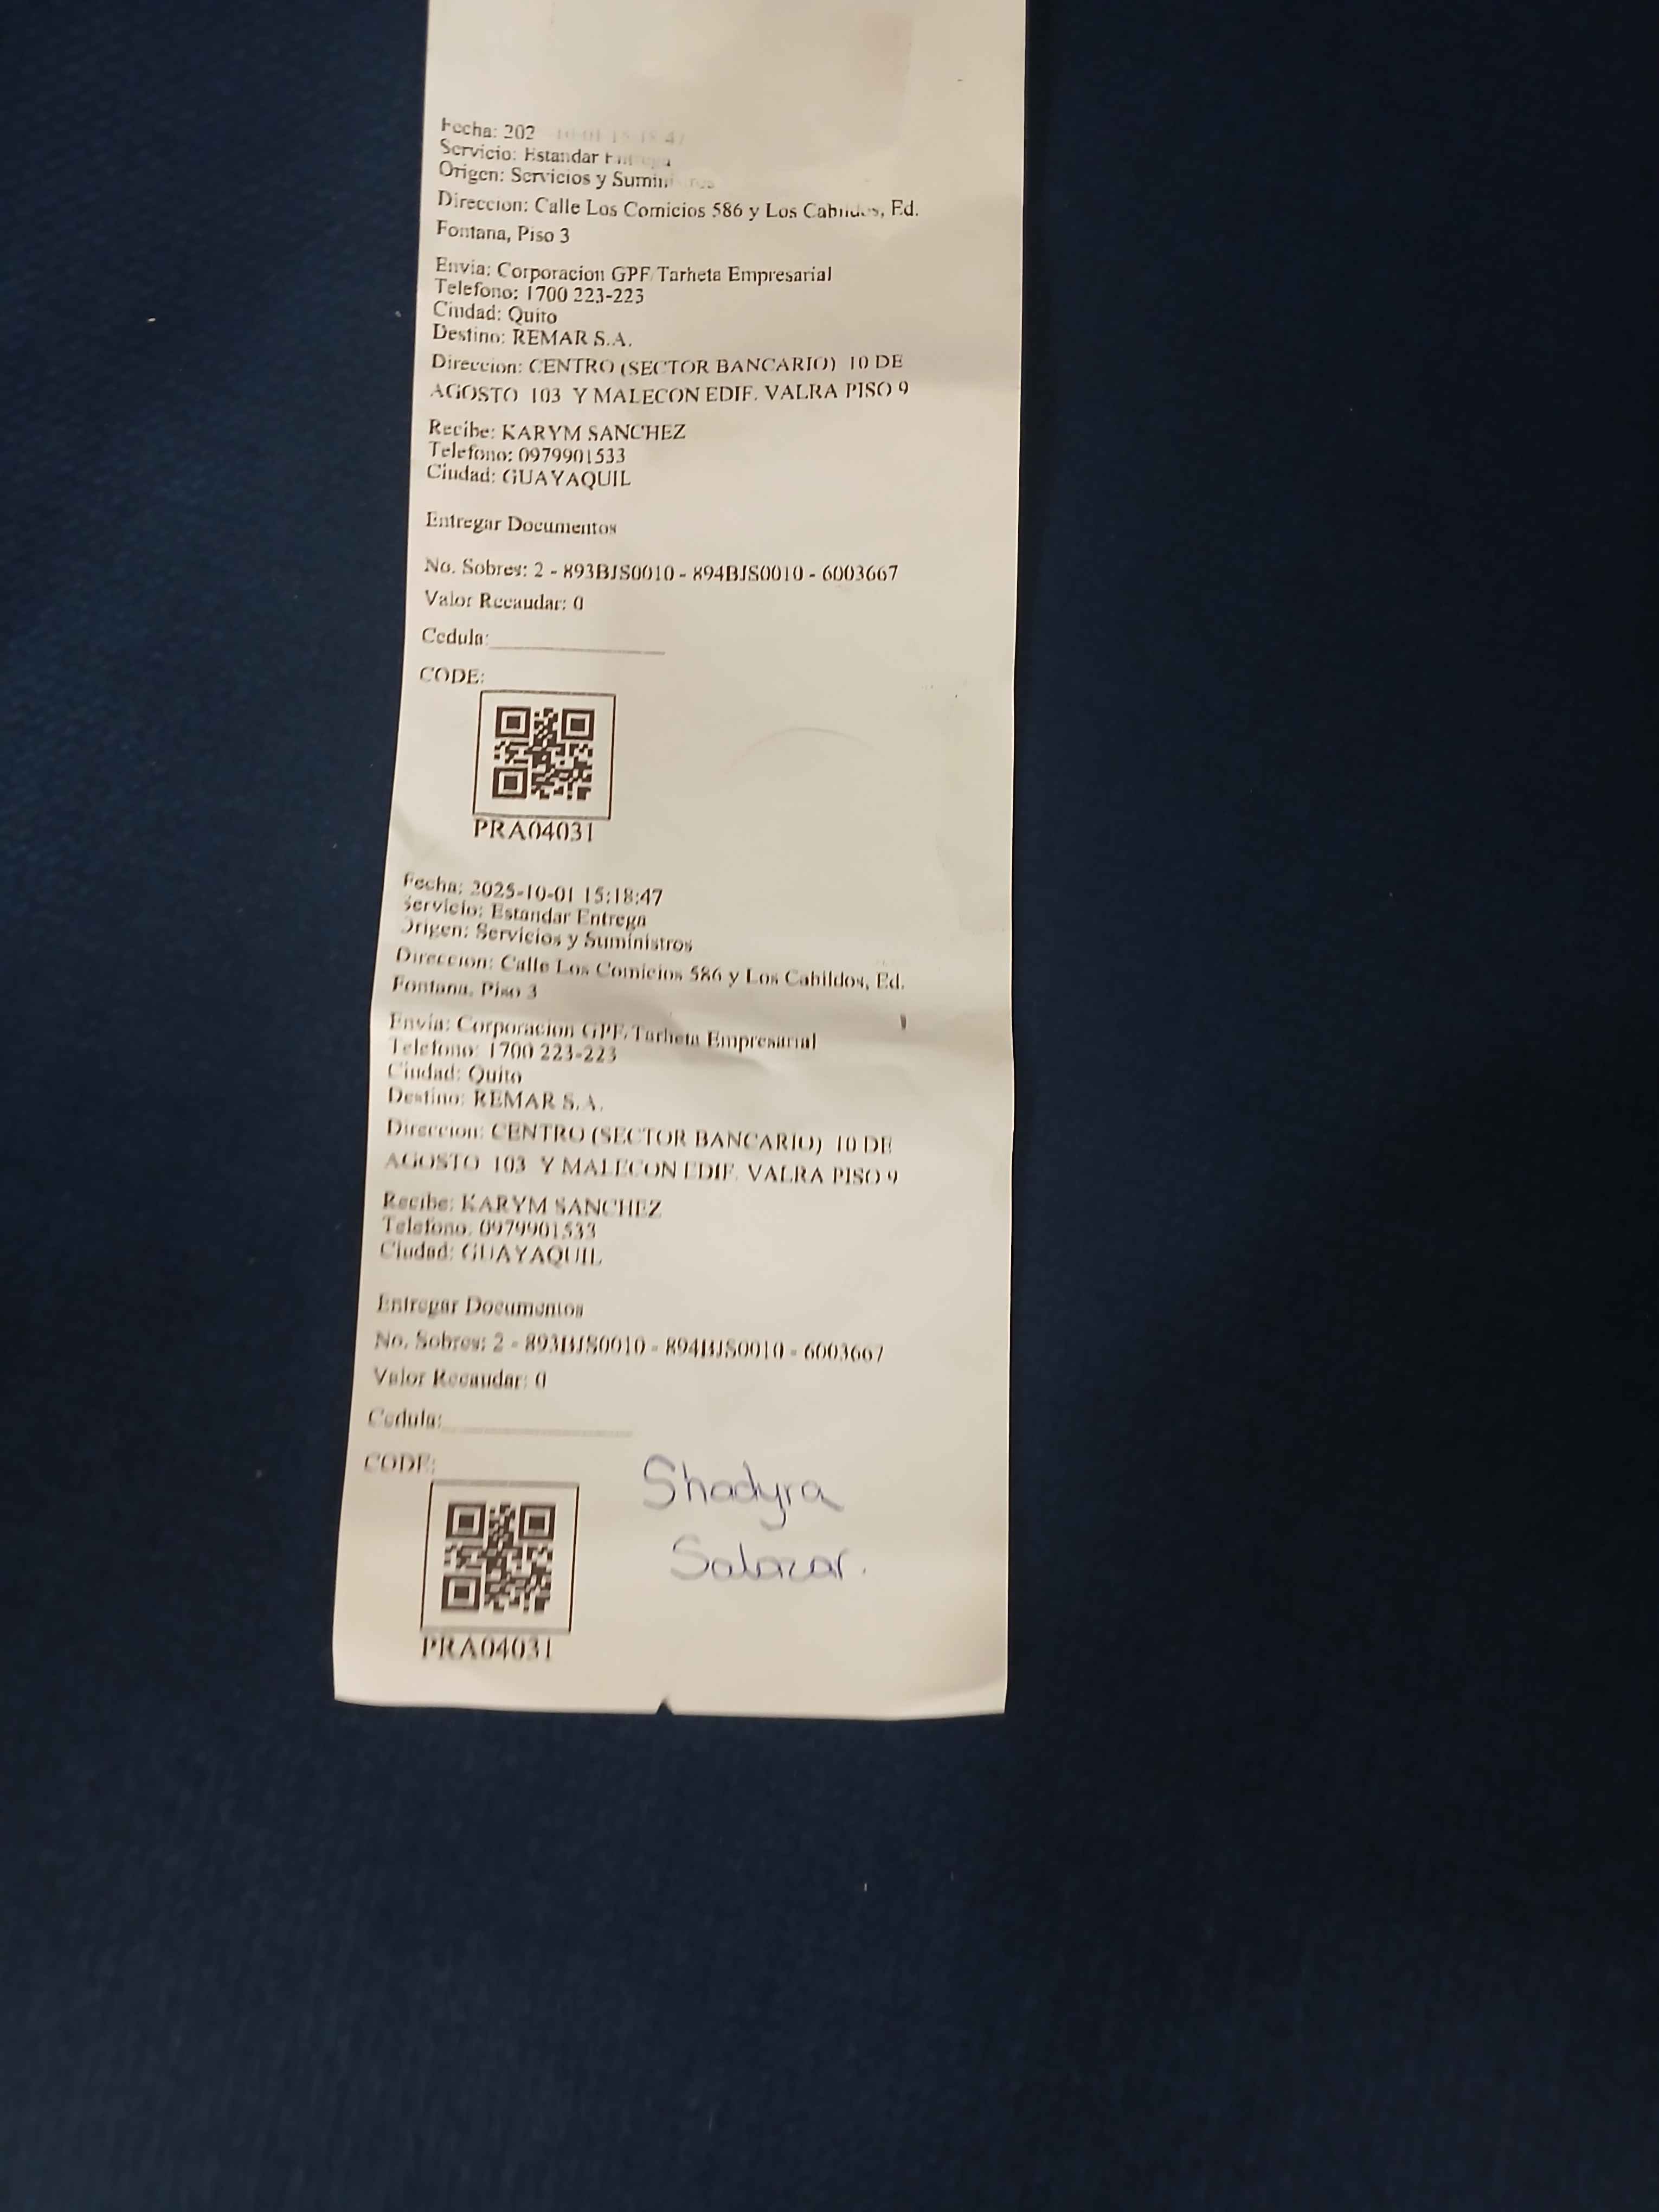 Fecha: 202 10-01 15:18:47
Servicio: Estandar Entrega
Origen: Servicios y Sumini
Direccion: Calle Los Comicios 586 y Los Cabildos, Ed.
Fontana, Piso 3
Envia: Corporacion GPF/Tarheta Empresarial
Telefono: 1700 223-223
Ciudad: Quito
Destino: REMAR S.A.
Direccion: CENTRO (SECTOR BANCARIO) 10 DE
AGOSTO 103 Y MALECON EDIF. VALRA PISO 9
Recibe: KARYM SANCHEZ
Telefono: 0979901533
Ciudad: GUAYAQUIL
Entregar Documentos
No. Sobres: 2 - 893BJS0010 - 894BJS0010 - 6003667
Valor Recaudar: 0
Cedula:
CODE:
PRA04031
Fecha: 2025-10-01 15:18:47
Servicio: Estandar Entrega
Origen: Servicios y Suministros
Direccion: Calle Los Comicios 586 y Los Cabildos, Ed.
Fontana, Piso 3
Envia: Corporacion GPF/Tarheta Empresarial
Telefono: 1700 223-223
Ciudad: Quito
Destino: REMAR S.A.
Direccion: CENTRO (SECTOR BANCARIO) 10 DE
AGOSTO 103 Y MALECON EDIF. VALRA PISO 9
Recibe: KARYM SANCHEZ
Telefono: 0979901533
Ciudad: GUAYAQUIL
Entregar Documentos
No. Sobres: 2 - 893BJS0010 - 894BJS0010 - 6003667
Valor Recaudar: 0
Cedula:
CODE:
Shadyra
Salazar.
PRA04031